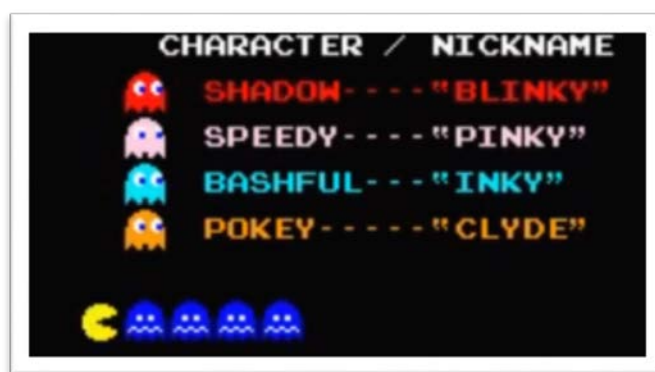 CHARACTER / NICKNAME
SHADOW----“BLINKY”
SPEEDY----“PINKY”
BASHFUL---“INKY”
POKEY-----“CLYDE”